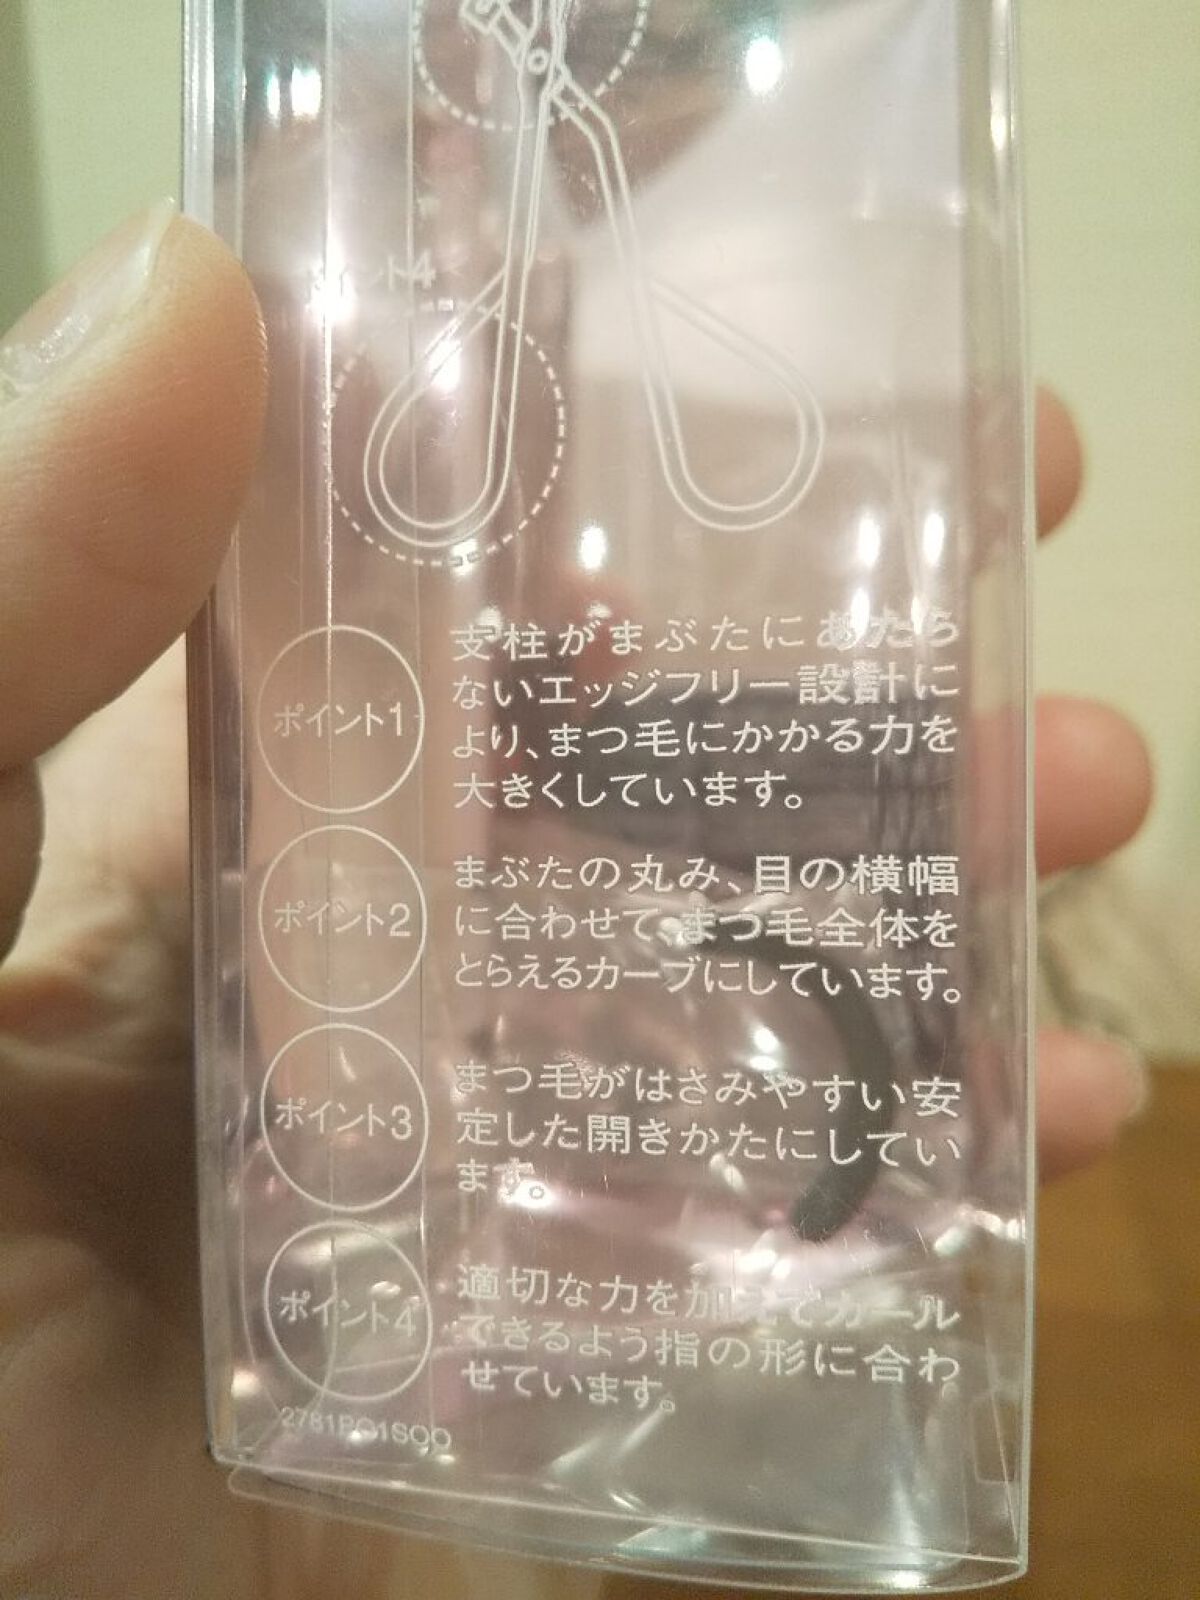 ポイント4
ポイント1
支柱がまぶたにあたら
ないエッジフリー設計に
より、まつ毛にかかる力を
大きくしています。
ポイント2
まぶたの丸み、目の横幅
に合わせて、まつ毛全体を
とらえるカーブにしています。
ポイント3
まつ毛がはさみやすい安
定した開きかたにしてい
ます。
ポイント4
適切な力を加えてカール
できるよう指の形に合わ
せています。
2781PO1SOO